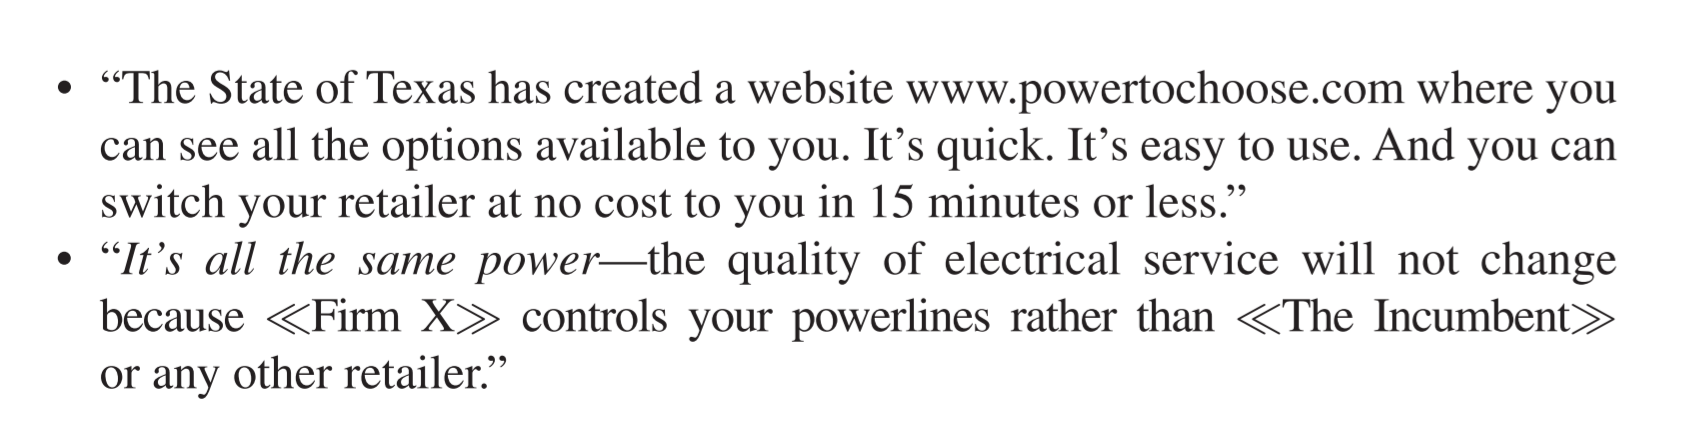 • “The State of Texas has created a website www.powertochoose.com where you
can see all the options available to you. It’s quick. It’s easy to use. And you can
switch your retailer at no cost to you in 15 minutes or less.”
• “It’s all the same power—the quality of electrical service will not change
because ≪Firm X≫ controls your powerlines rather than ≪The Incumbent≫
or any other retailer.”